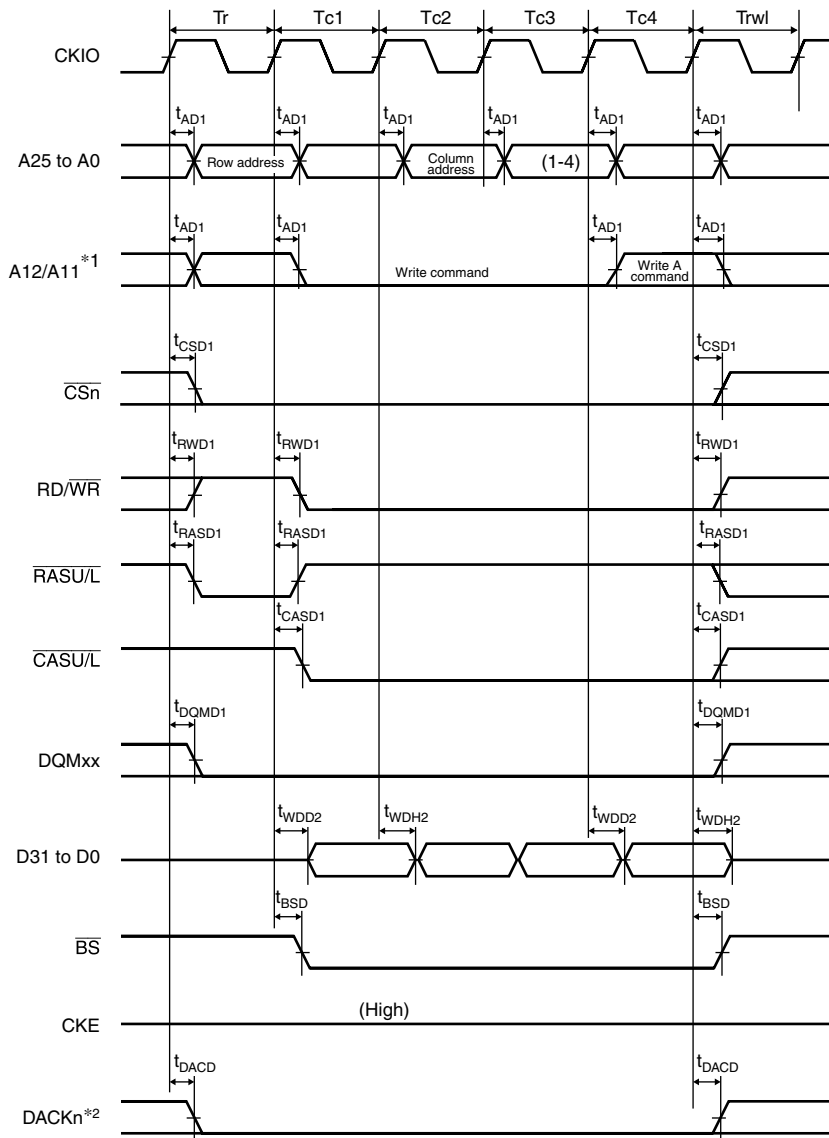 Tr Tc1 Tc2 Tc3 Tc4 Trwl
CKIO
tAD1 tAD1 tAD1 tAD1 tAD1 tAD1
A25 to A0 Row address Column address (1-4)
tAD1 tAD1 tAD1 tAD1
A12/A11*1 Write command Write A command
tCSD1 tCSD1
CSn
tRWD1 tRWD1 tRWD1
RD/WR
tRASD1 tRASD1 tRASD1
RASU/L
tCASD1 tCASD1
CASU/L
tDQMD1 tDQMD1
DQMxx
tWDD2 tWDH2 tWDD2 tWDH2
D31 to D0
tBSD tBSD
BS
(High)
CKE
tDACD tDACD
DACKn*2